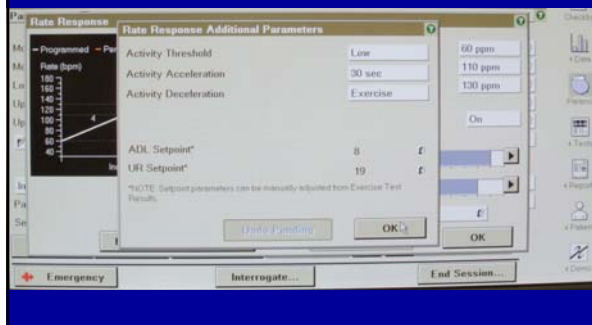 Rate Response
Rate Response Additional Parameters
Programmed
Rate (bpm)
180
160
140
120
100
80
60
40
4
Activity Threshold Low
Activity Acceleration 30 sec
Activity Deceleration Exercise
60 ppm
110 ppm
130 ppm
On
ADL Setpoint* 8
UR Setpoint* 19
*NOTE: Setpoint parameters can be manually adjusted from Exercise Test
Results.
Undo Pending
OK
OK
Emergency
Interrogate...
End Session...